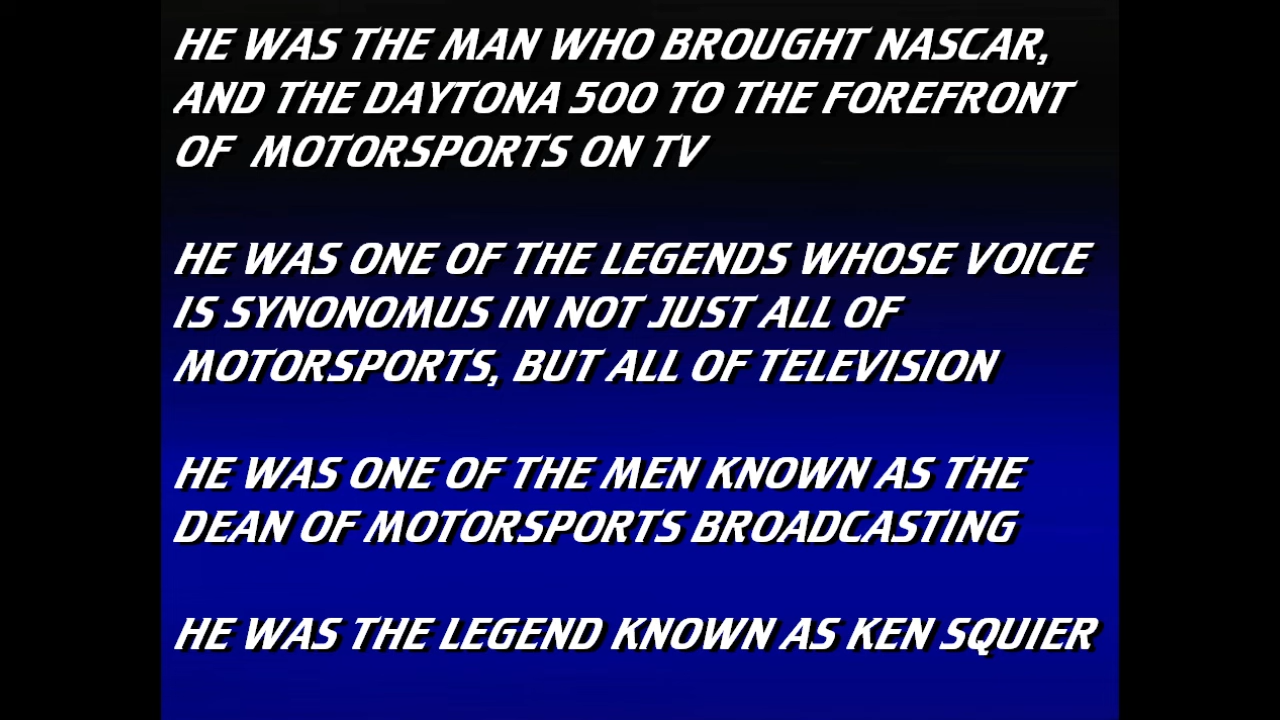 HE WAS THE MAN WHO BROUGHT NASCAR,
AND THE DAYTONA 500 TO THE FOREFRONT
OF MOTORSPORTS ON TV
HE WAS ONE OF THE LEGENDS WHOSE VOICE
IS SYNONOMUS IN NOT JUST ALL OF
MOTORSPORTS, BUT ALL OF TELEVISION
HE WAS ONE OF THE MEN KNOWN AS THE
DEAN OF MOTORSPORTS BROADCASTING
HE WAS THE LEGEND KNOWN AS KEN SQUIER